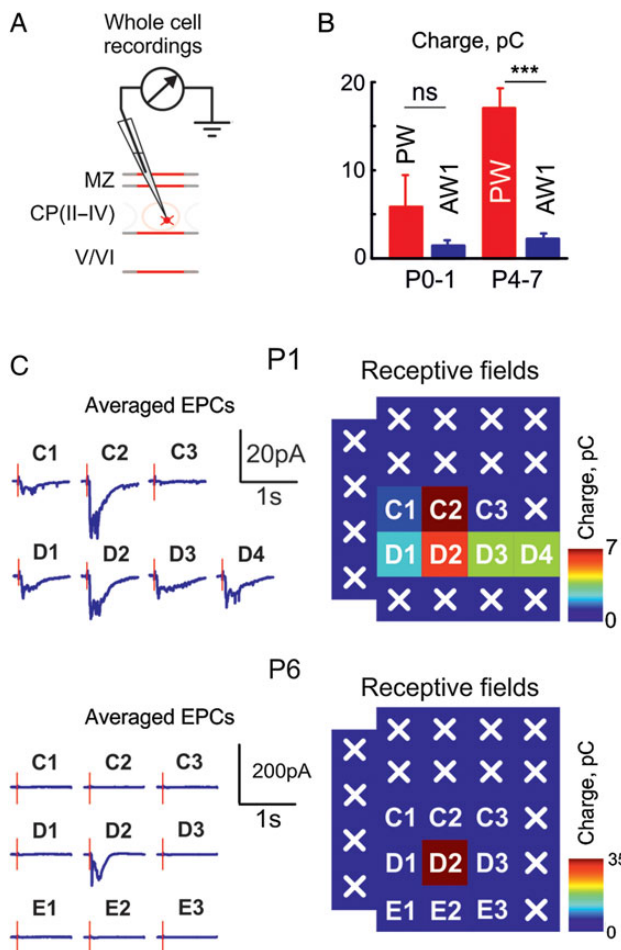 A
Whole cell
recordings
MZ
CP(II–IV)
V/VI
B
Charge, pC
20
10
0
ns
***
PW
AW1
PW
AW1
P0-1
P4-7
C
P1
Averaged EPCs
C1 C2 C3
20pA
1s
D1 D2 D3 D4
Receptive fields
C1 C2 C3
D1 D2 D3 D4
Charge, pC
7
0
P6
Averaged EPCs
C1 C2 C3
200pA
1s
D1 D2 D3
E1 E2 E3
Receptive fields
C1 C2 C3
D1 D2 D3
E1 E2 E3
Charge, pC
35
0